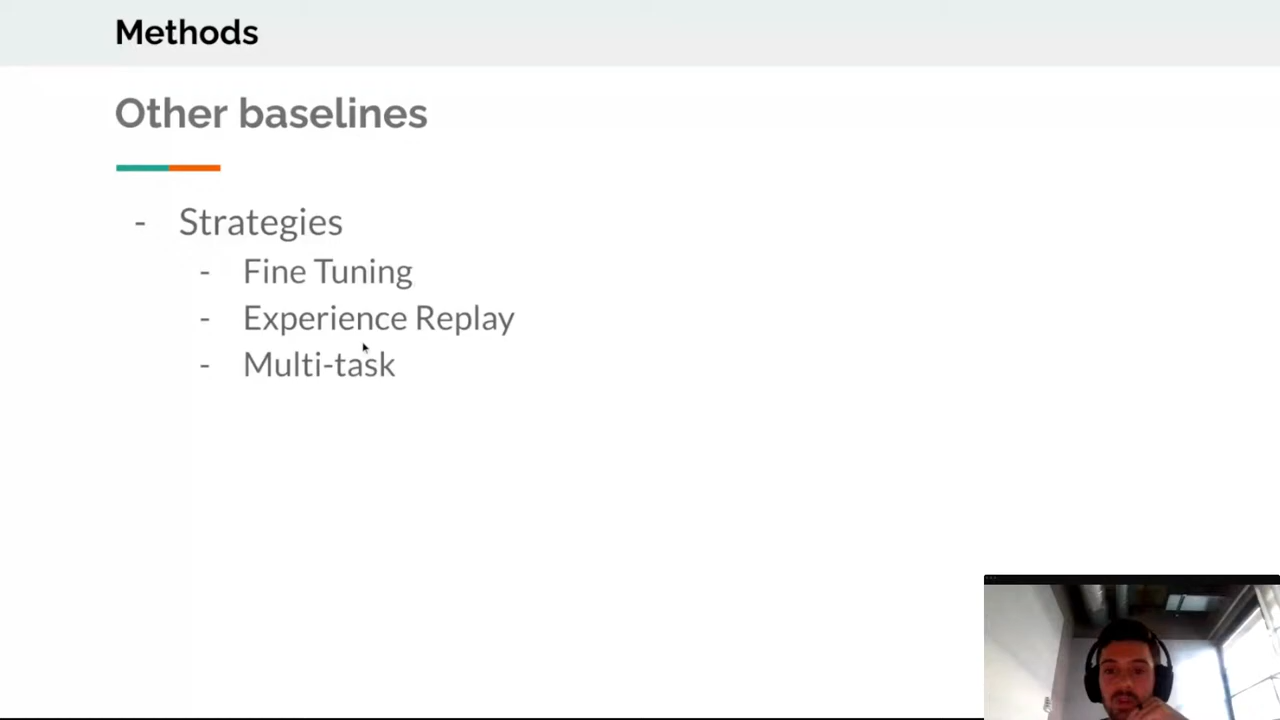 Methods
Other baselines
- Strategies
- Fine Tuning
- Experience Replay
- Multi-task